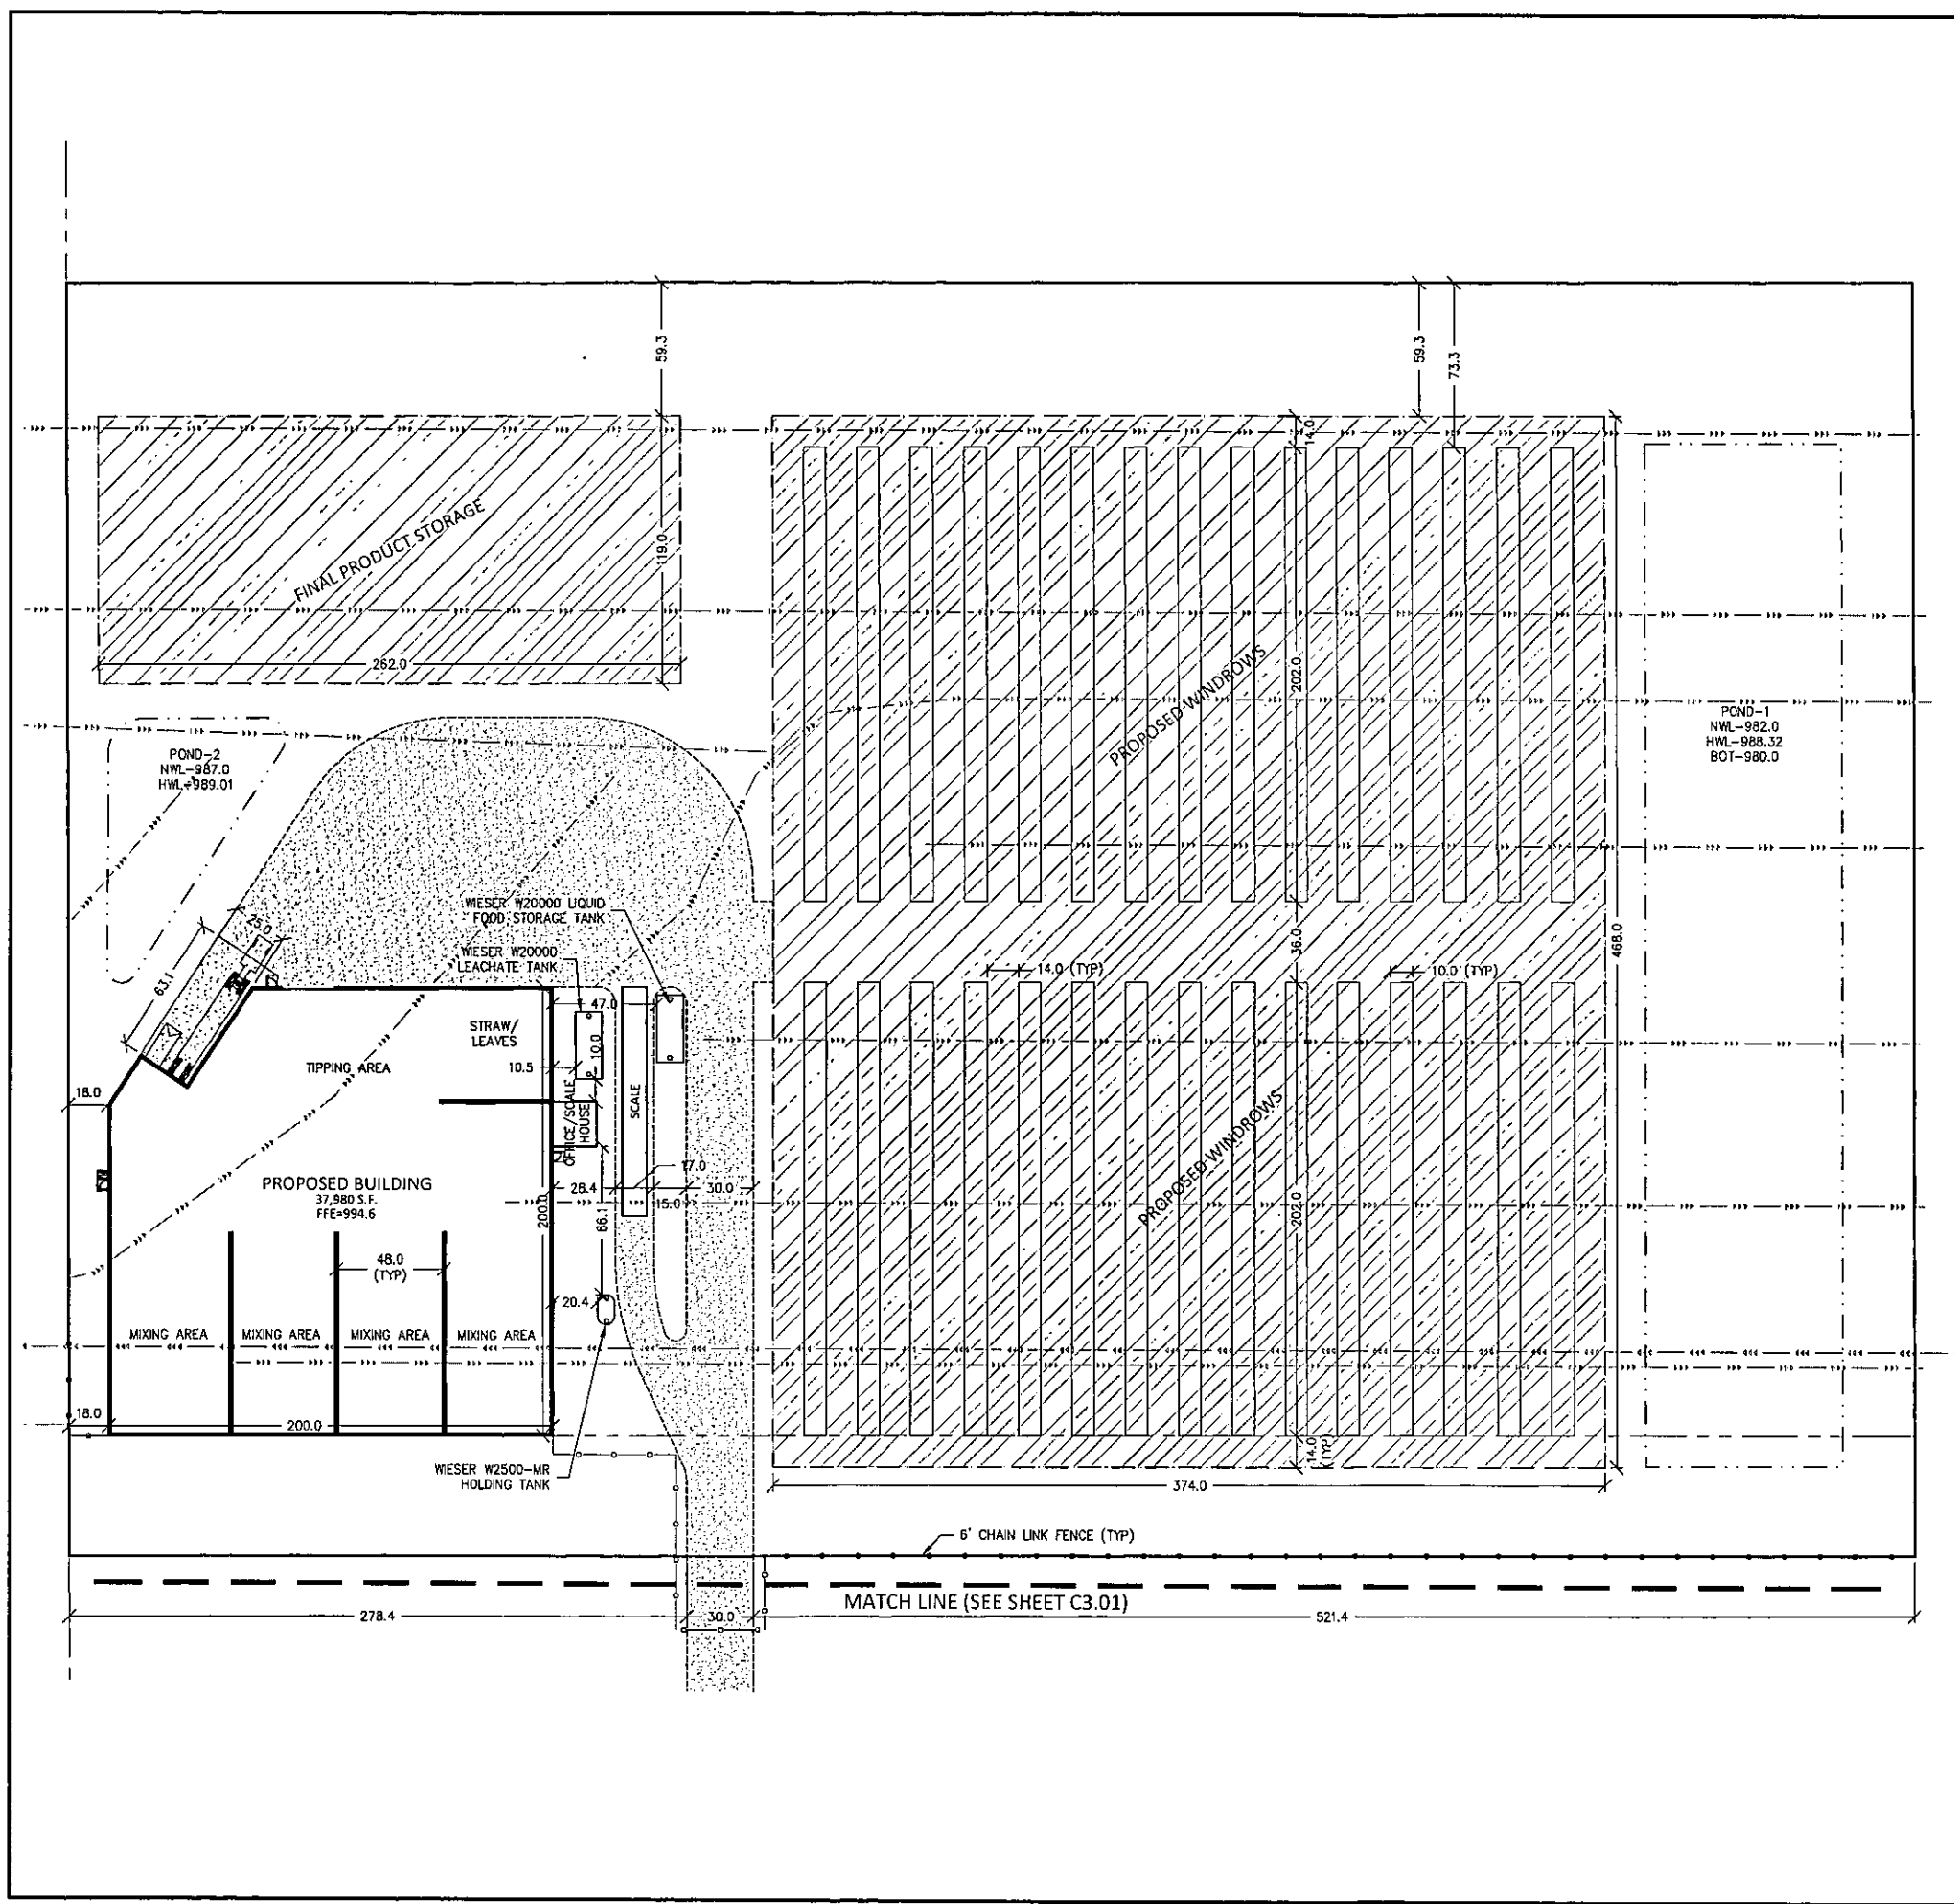 59.3
59.3
73.3
14.0
FINAL PRODUCT STORAGE
119.0
262.0
202.0
PROPOSED WINDROWS
468.0
POND-1
NWL-982.0
HWL-988.32
BOT-980.0
POND-2
NWL-987.0
HWL-989.01
WIESER W20000 LIQUID
FOOD STORAGE TANK
WIESER W20000
LEACHATE TANK
25.0
63.1
36.0
14.0 (TYP)
10.0 (TYP)
47.0
STRAW/
LEAVES
TIPPING AREA
10.5
10.0
OFFICE/SCALE
HOUSE
SCALE
18.0
PROPOSED BUILDING
37,980 S.F.
FFE=994.6
28.4
17.0
15.0
30.0
200.0
66.1
PROPOSED WINDROWS
202.0
48.0
(TYP)
20.4
MIXING AREA
MIXING AREA
MIXING AREA
MIXING AREA
18.0
200.0
14.0
(TYP)
WIESER W2500-MR
HOLDING TANK
374.0
6' CHAIN LINK FENCE (TYP)
MATCH LINE (SEE SHEET C3.01)
278.4
30.0
521.4